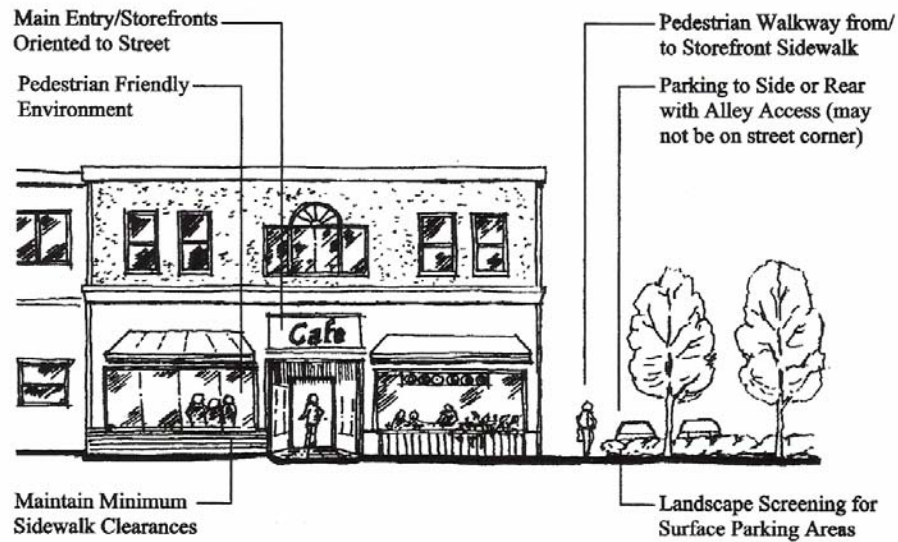 Main Entry/Storefronts
Oriented to Street
Pedestrian Friendly
Environment
Pedestrian Walkway from/
to Storefront Sidewalk
Parking to Side or Rear
with Alley Access (may
not be on street corner)
Cafe
Maintain Minimum
Sidewalk Clearances
Landscape Screening for
Surface Parking Areas